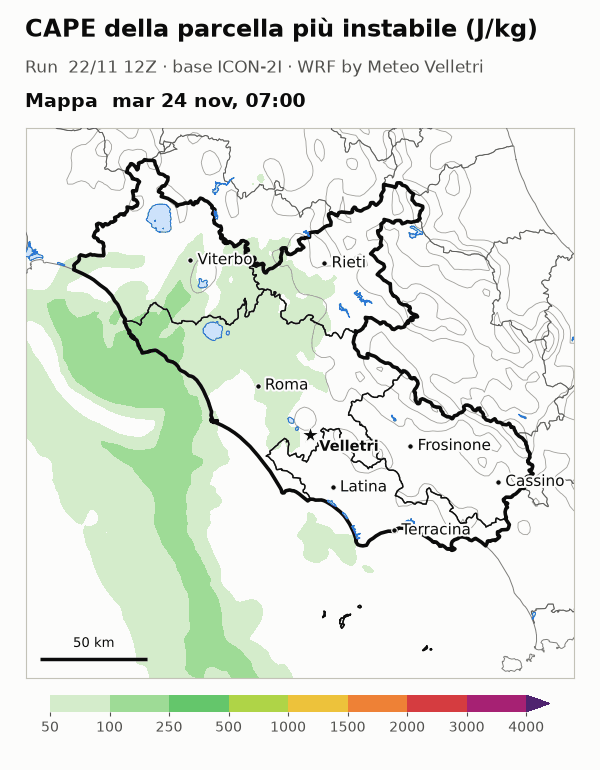 CAPE della parcella più instabile (J/kg)
Run  22/11 12Z · base ICON-2I · WRF by Meteo Velletri
Mappa  mar 24 nov, 07:00
Viterbo
Rieti
Roma
Velletri
Frosinone
Latina
Cassino
Terracina
50 km
50 100 250 500 1000 1500 2000 3000 4000